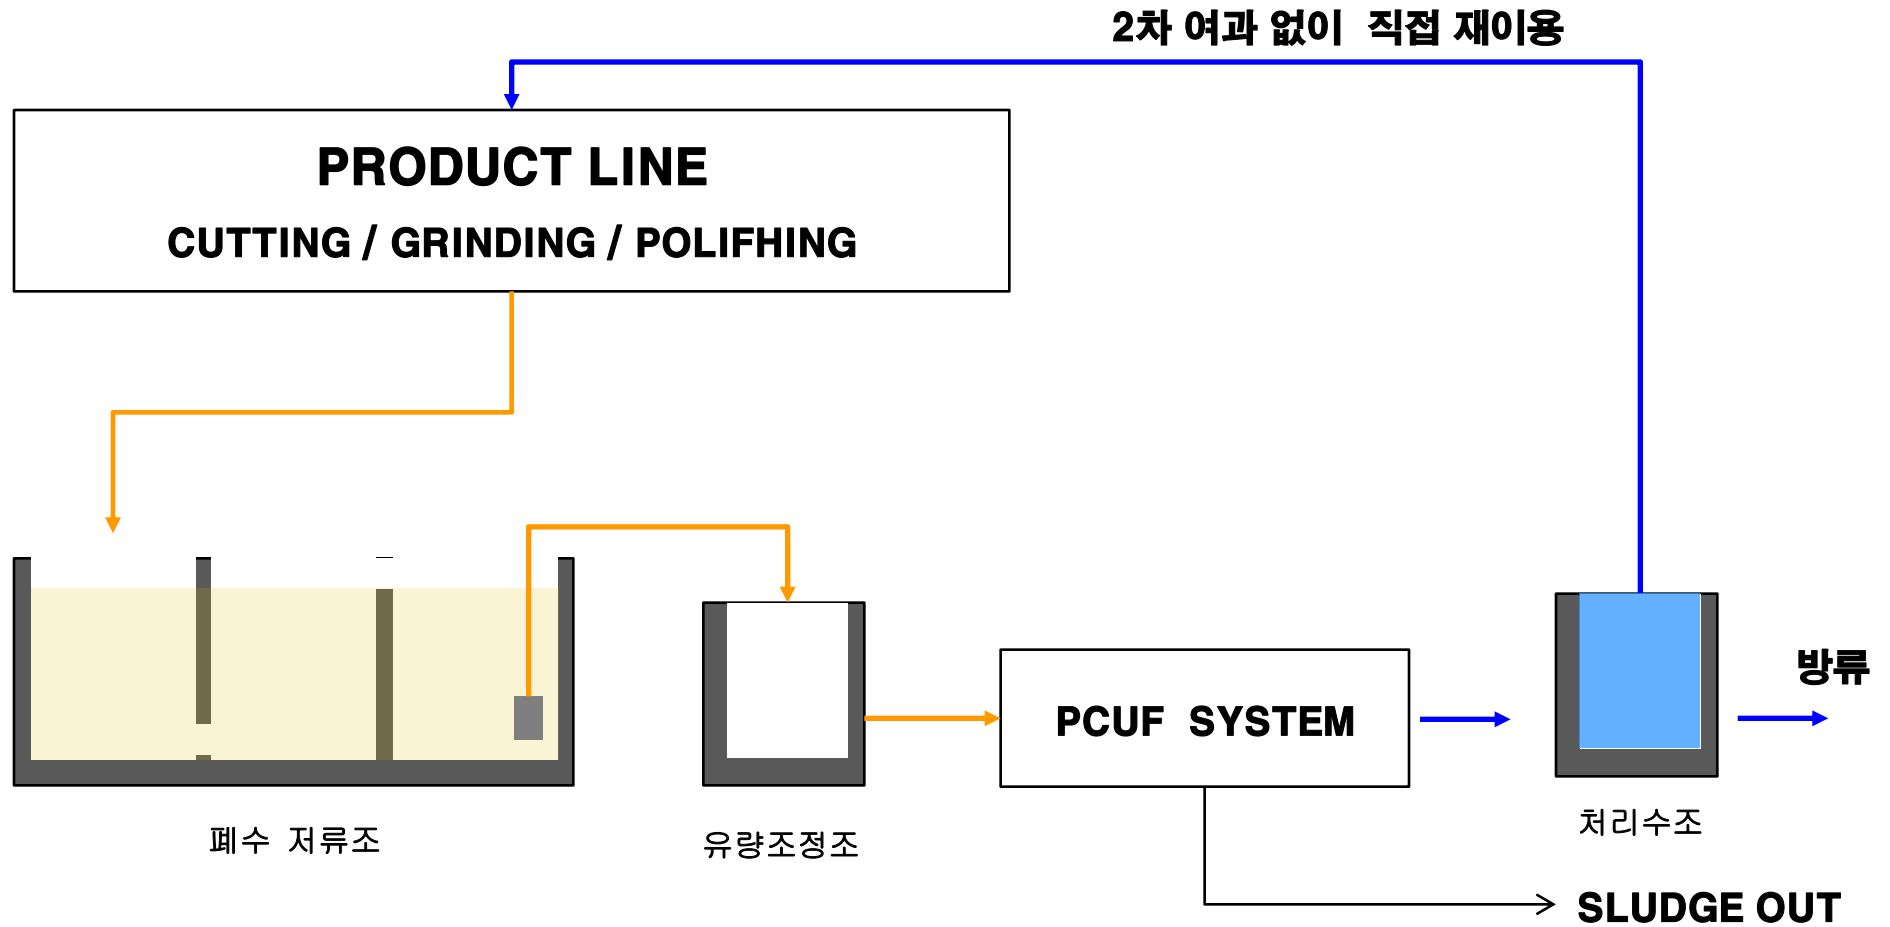 2차 여과 없이 직접 재이용
PRODUCT LINE
CUTTING / GRINDING / POLIFHING
방류
PCUF SYSTEM
폐수 저류조
유량조정조
처리수조
SLUDGE OUT